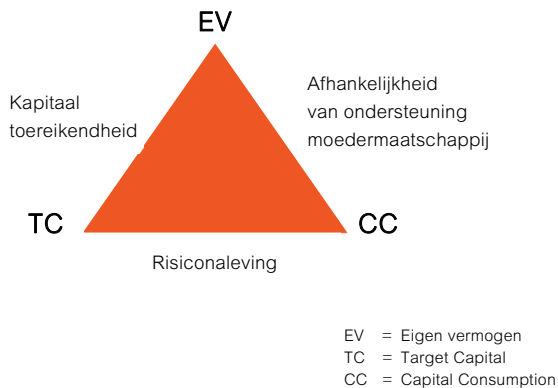 EV
Kapitaal
toereikendheid
Afhankelijkheid
van ondersteuning
moedermaatschappij
TC
CC
Risiconaleving
EV = Eigen vermogen
TC = Target Capital
CC = Capital Consumption